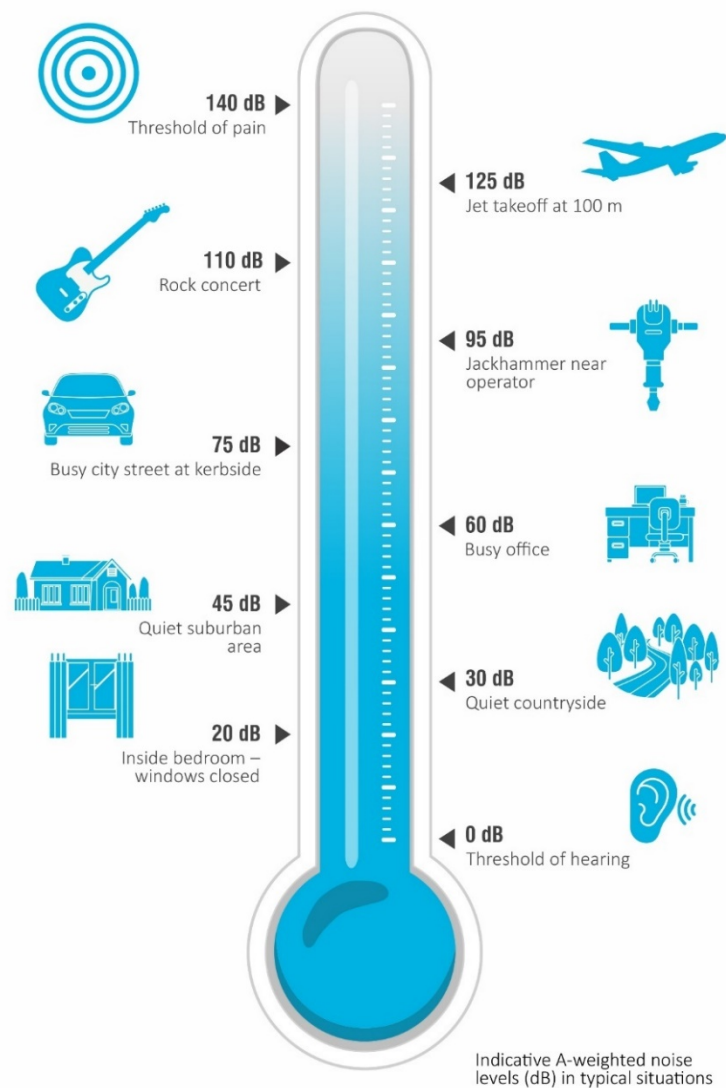 140 dB
Threshold of pain
125 dB
Jet takeoff at 100 m
110 dB
Rock concert
95 dB
Jackhammer near
operator
75 dB
Busy city street at kerbside
60 dB
Busy office
45 dB
Quiet suburban
area
30 dB
Quiet countryside
20 dB
Inside bedroom –
windows closed
0 dB
Threshold of hearing
Indicative A-weighted noise
levels (dB) in typical situations